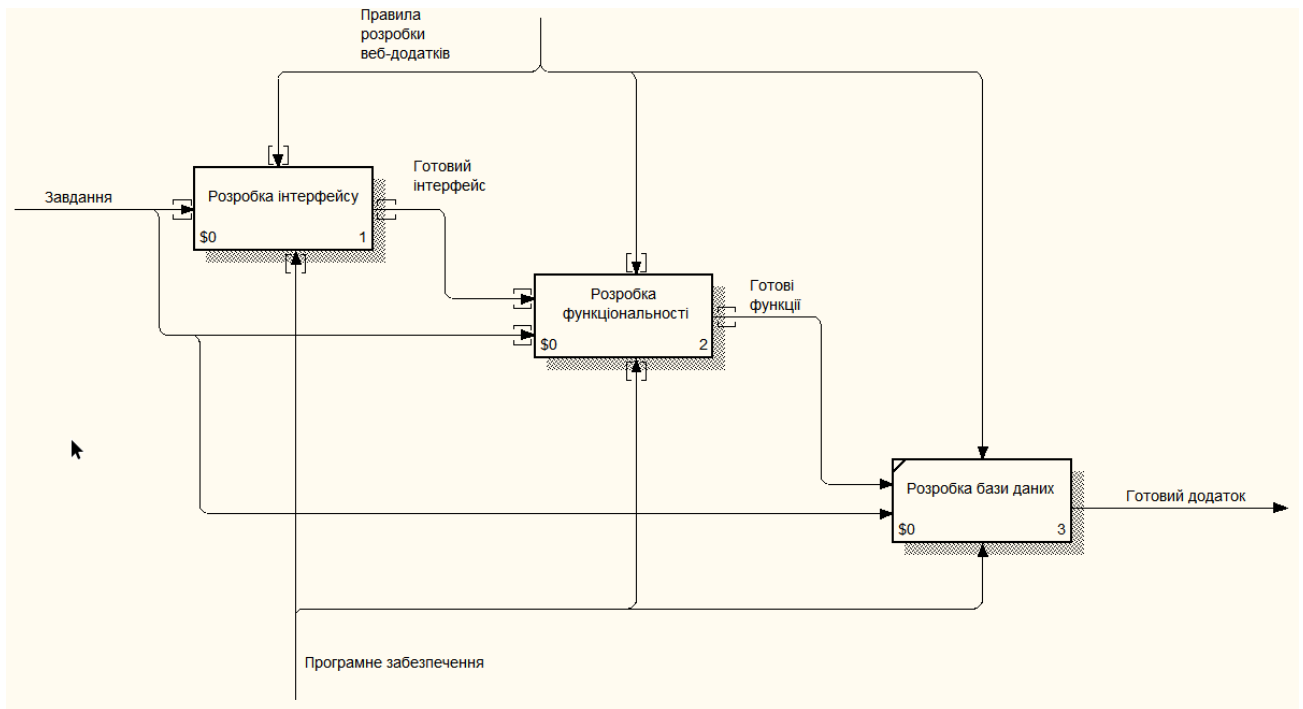 Правила
розробки
веб-додатків
Завдання
Розробка інтерфейсу
$0
1
Готовий
інтерфейс
Розробка
функціональності
$0
2
Готові
функції
Розробка бази даних
$0
3
Готовий додаток
Програмне забезпечення